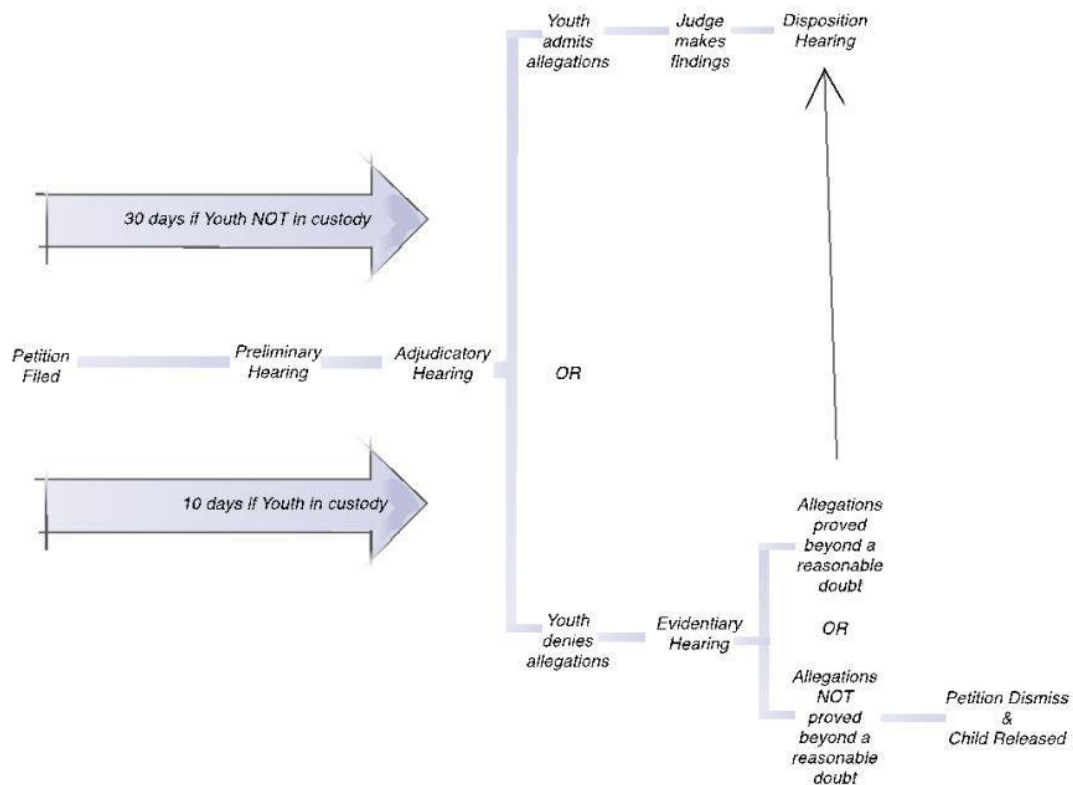 Youth
admits
allegations
Judge
makes
findings
Disposition
Hearing
30 days if Youth NOT in custody
Petition
Filed
Preliminary
Hearing
Adjudicatory
Hearing
OR
10 days if Youth in custody
Allegations
proved
beyond a
reasonable
doubt
Youth
denies
allegations
Evidentiary
Hearing
OR
Allegations
NOT
proved
beyond a
reasonable
doubt
Petition Dismiss
&
Child Released